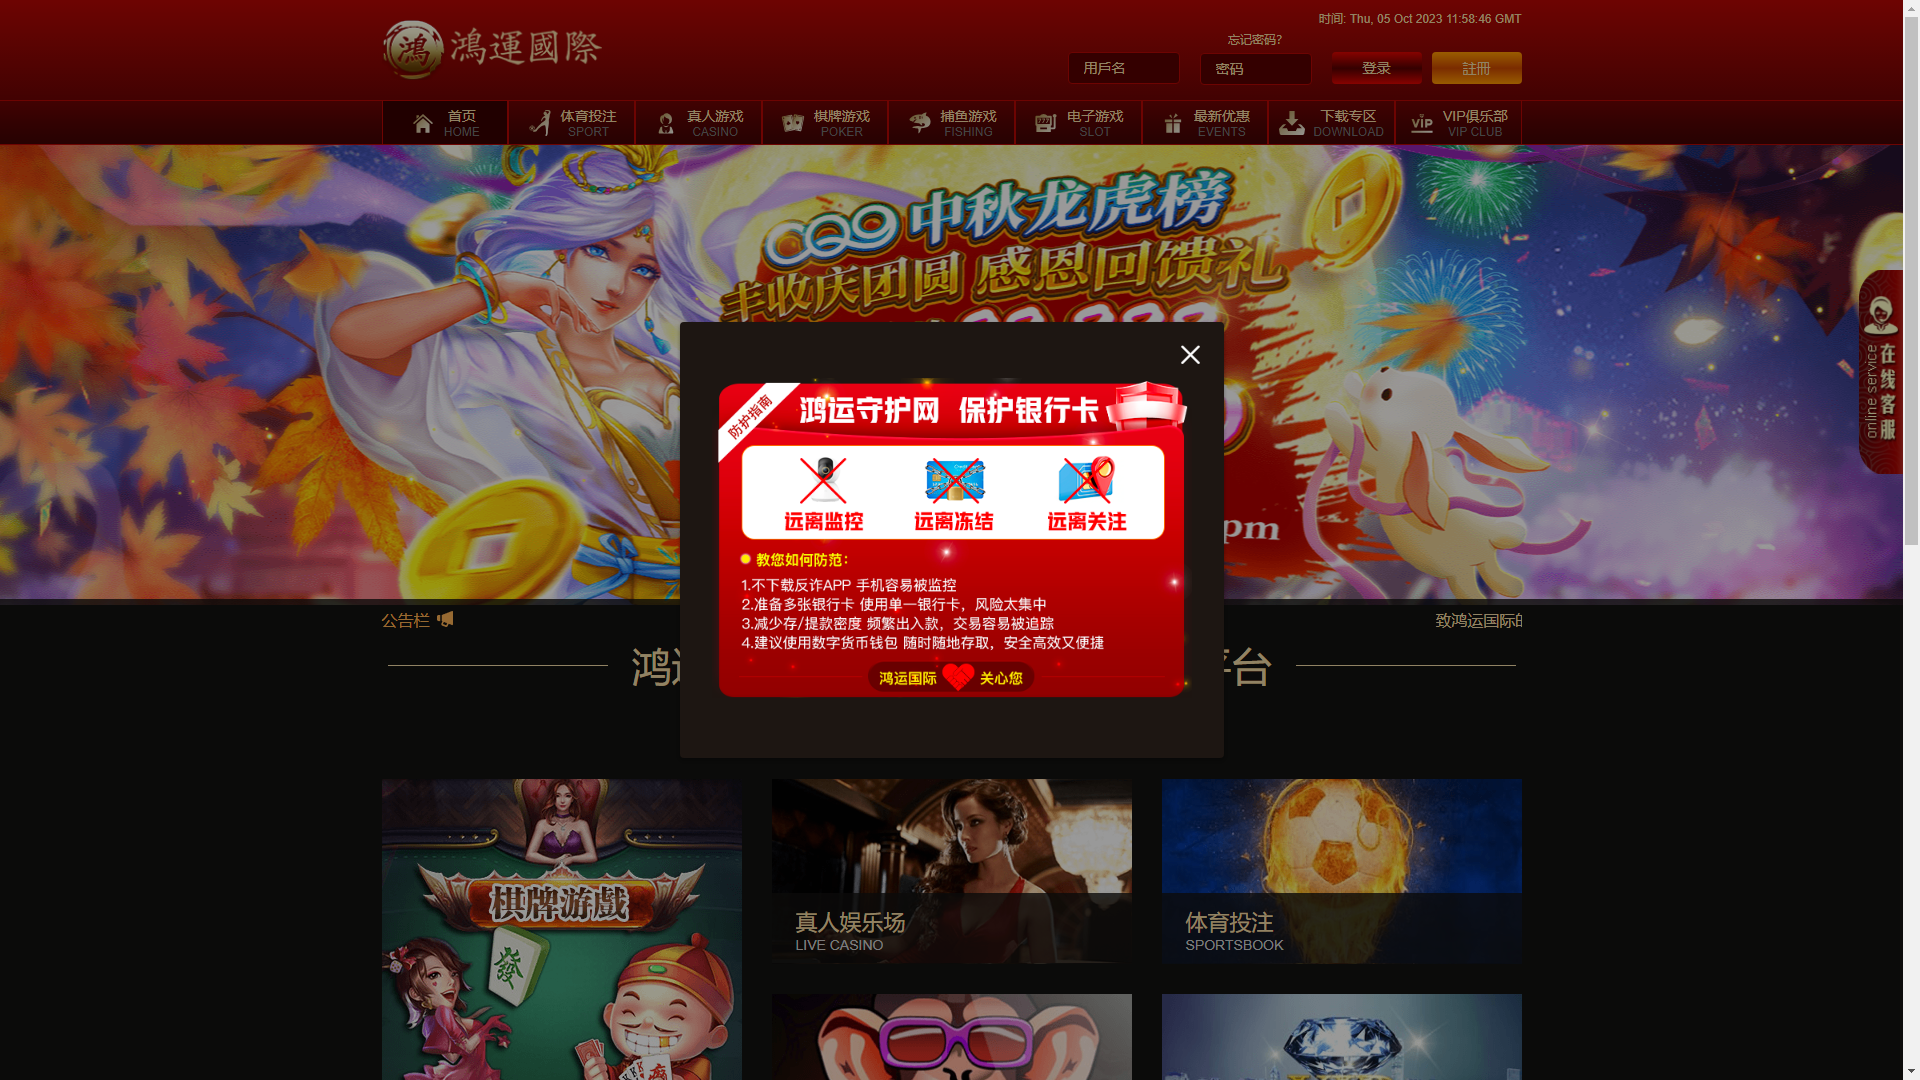 鴻 鴻運國際
时间: Thu, 05 Oct 2023 11:58:46 GMT
忘记密码?
用戶名
密码
登录
註冊
首页
HOME
体育投注
SPORT
真人游戏
CASINO
棋牌游戏
POKER
捕鱼游戏
FISHING
电子游戏
SLOT
最新优惠
EVENTS
下载专区
DOWNLOAD
VIP
VIP俱乐部
VIP CLUB
CQ9 中秋龙虎榜
丰收庆团圆 感恩回馈礼
pm
在线客服
online service
防护指南
鸿运守护网 保护银行卡
远离监控
远离冻结
远离关注
教您如何防范：
1.不下载反诈APP 手机容易被监控
2.准备多张银行卡 使用单一银行卡，风险太集中
3.减少存/提款密度 频繁出入款，交易容易被追踪
4.建议使用数字货币钱包 随时随地存取，安全高效又便捷
鸿运国际
关心您
公告栏
致鸿运国际
鸿
台
棋牌游戲
發
真人娱乐场
LIVE CASINO
体育投注
SPORTSBOOK